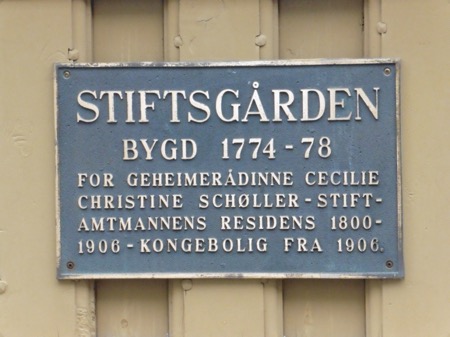 STIFTSGÅRDEN
BYGD 1774-78
FOR GEHEIMERÅDINNE CECILIE
CHRISTINE SCHØLLER-STIFT-
AMTMANNENS RESIDENS 1800-
1906-KONGEBOLIG FRA 1906.